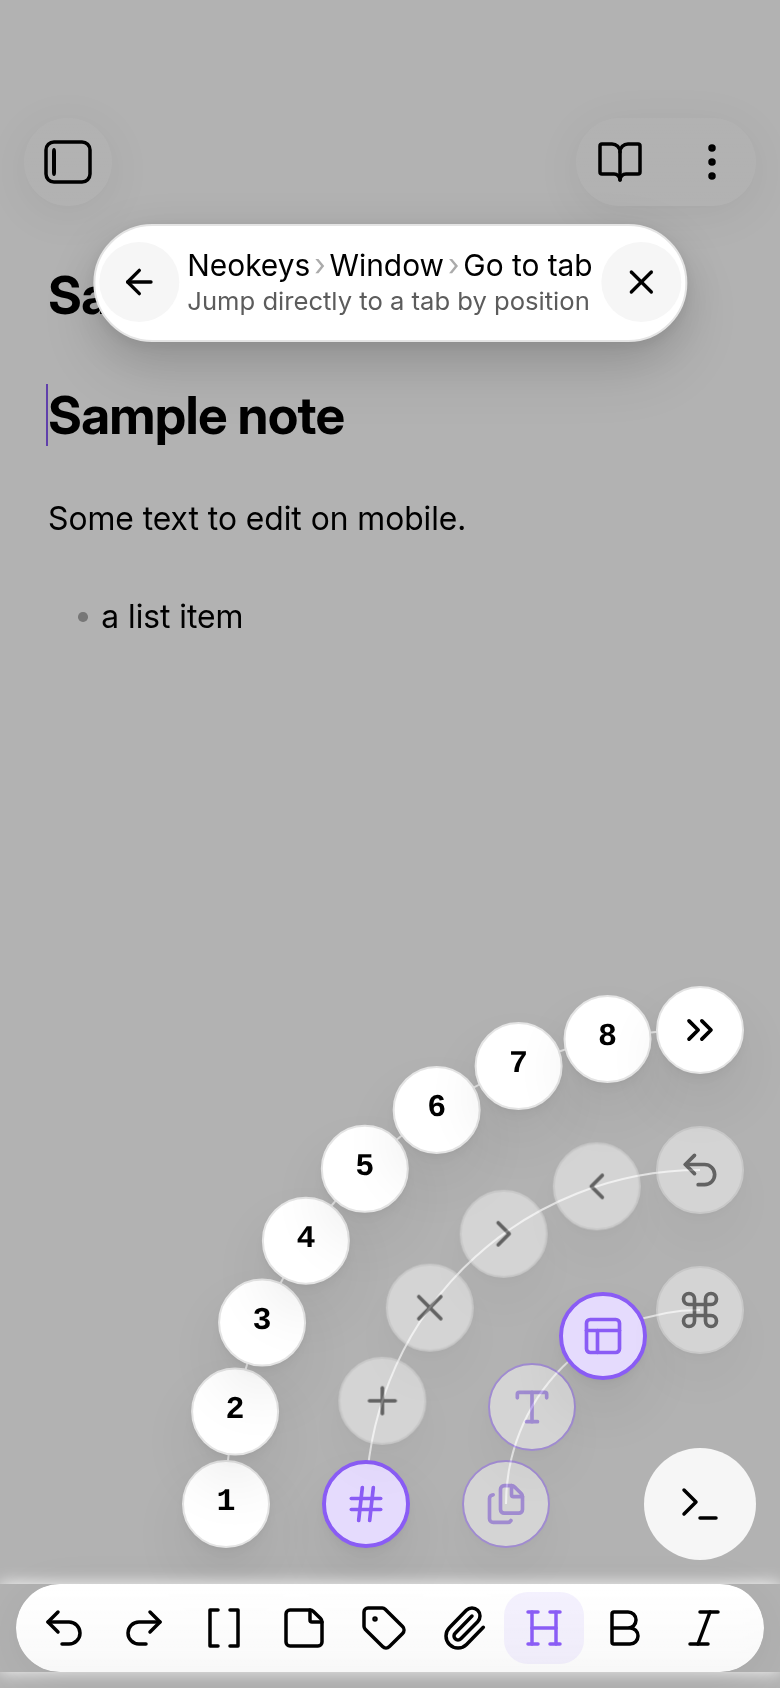 Neokeys › Window › Go to tab
Jump directly to a tab by position
Sa
Sample note
Some text to edit on mobile.
a list item
8
7
6
5
4
3
2
1